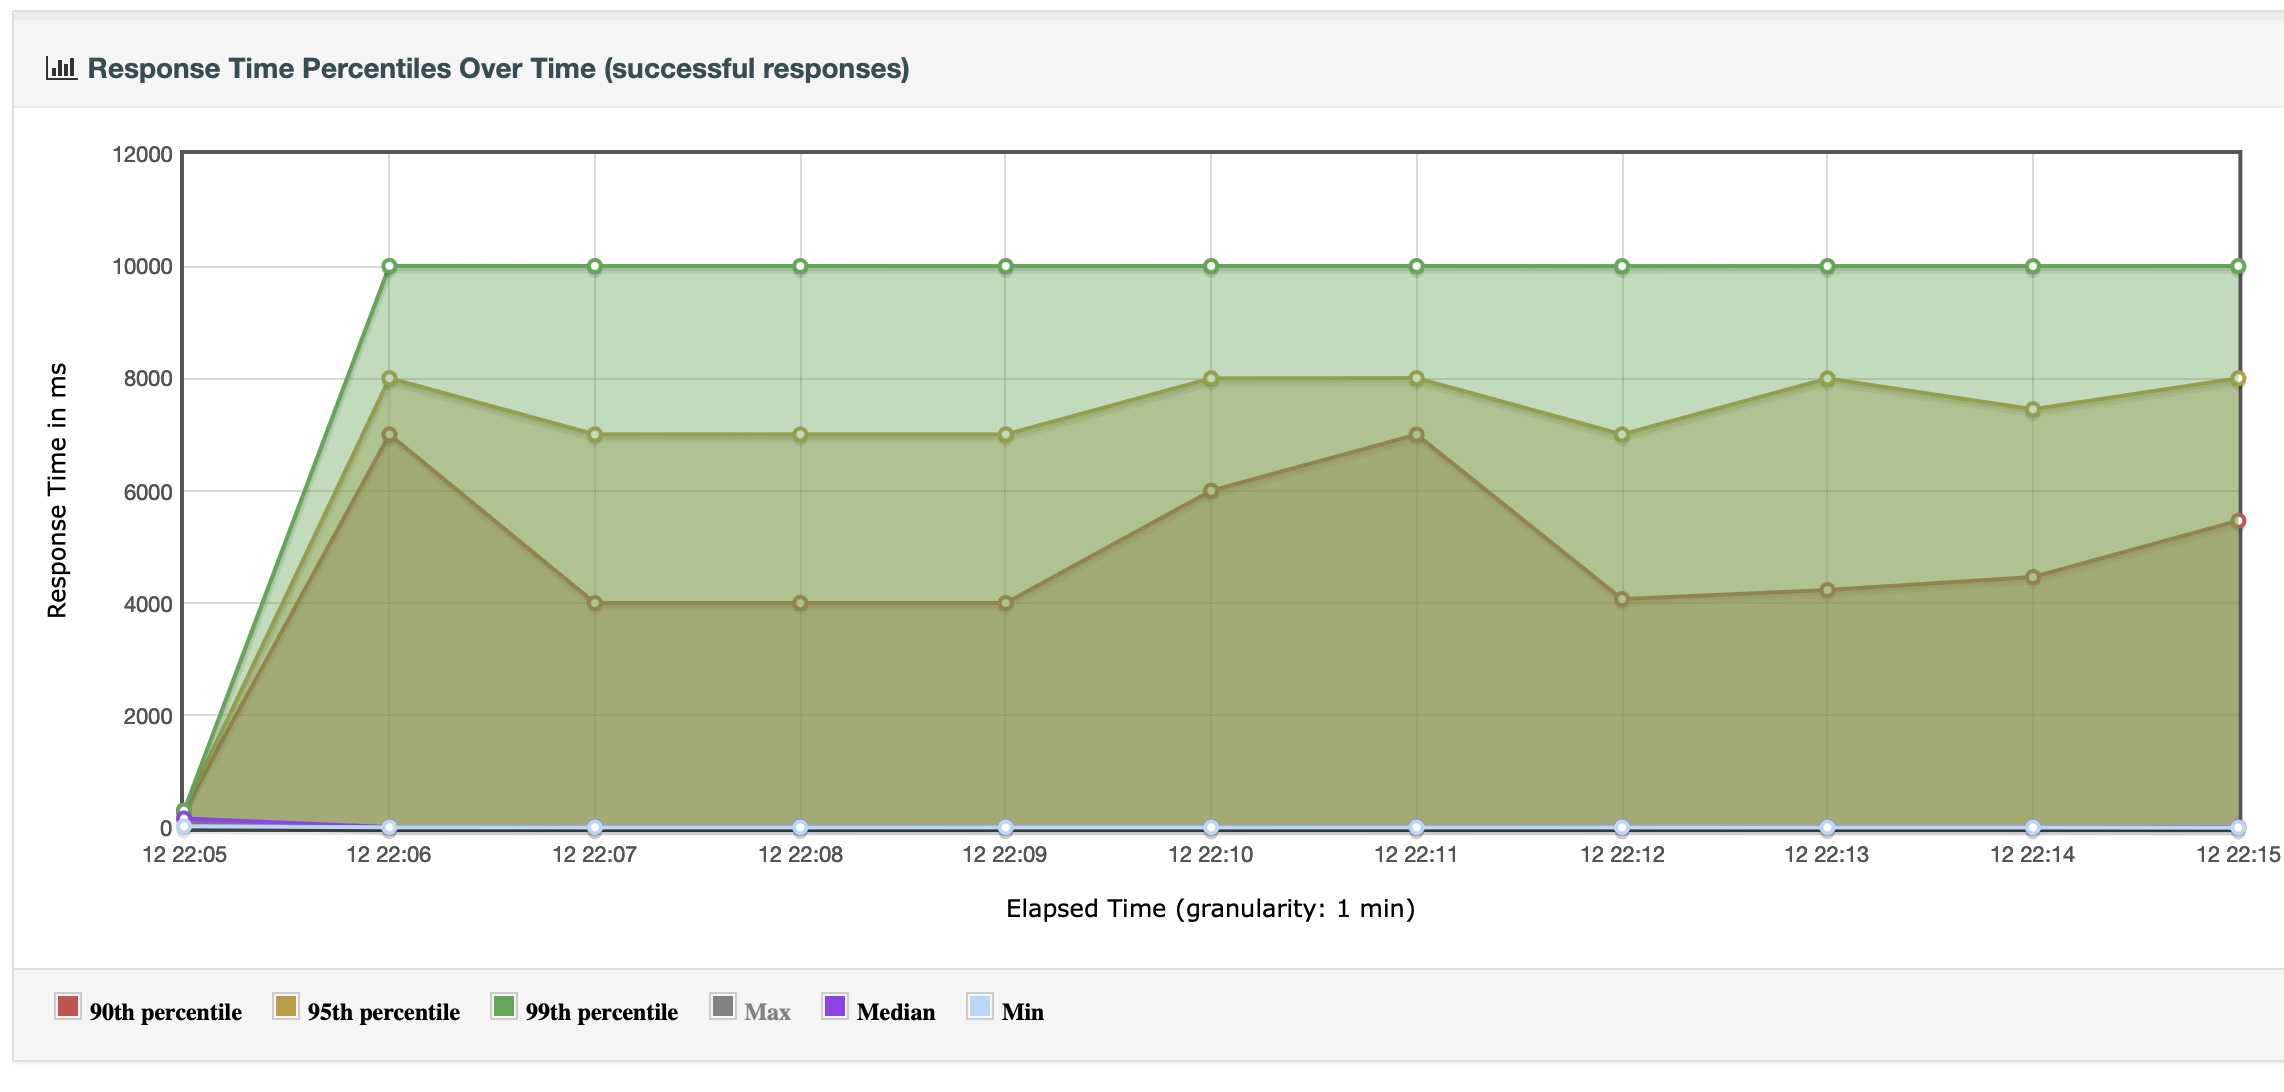 Response Time Percentiles Over Time (successful responses)
12000
10000
8000
6000
4000
2000
0
Response Time in ms
12 22:05 12 22:06 12 22:07 12 22:08 12 22:09 12 22:10 12 22:11 12 22:12 12 22:13 12 22:14 12 22:15
Elapsed Time (granularity: 1 min)
90th percentile 95th percentile 99th percentile Max Median Min